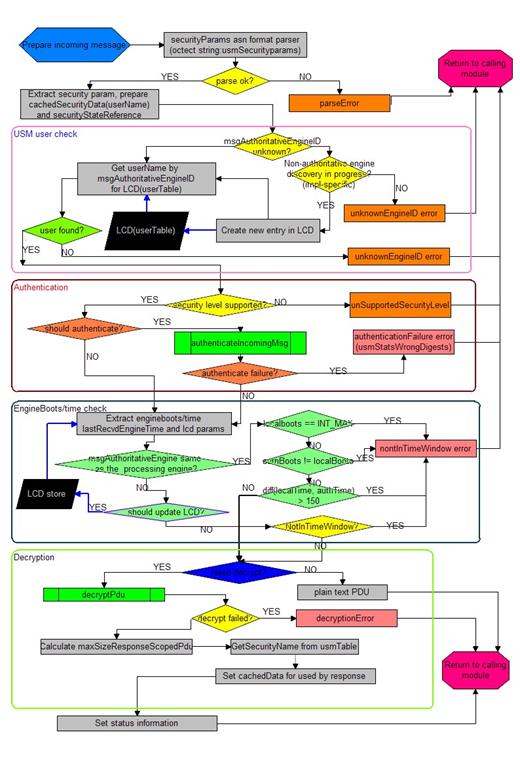 Prepare incoming message
securityParams asn format parser
(octect string:usmSecurityparams)
Return to calling
module
YES
parse ok?
NO
Extract security param, prepare
cachedSecurityData(userName)
and securityStateReference
parseError
USM user check
msgAuthoritativeEngineID
unknown?
Get userName by
msgAuthoritativeEngineID
for LCD(userTable)
Non-authoritative engine
discovery in progress?
(impl-specific)
NO
YES
unknowEngineID error
user found?
LCD(userTable)
Create new entry in LCD
YES
NO
unknowEngineID error
Authentication
YES
security level supported?
NO
unSupportedSecurityLevel
should authenticate?
YES
authenticateIncomingMsg
authenticationFailure error
(usmStatsWrongDigests)
NO
authenticate failure?
YES
NO
EngineBoots/time check
Extract engineboots/time
lastRecvdEngineTime and lcd params
localboots == INT_MAX
YES
NO
msgAuthoritativeEngine same
as the processing engine?
YES
!= localBoots
YES
nontInTimeWindow error
NO
NO
LCD store
diff(localTime, authTime)
> 150
YES
YES
should update LCD?
NO
NO
NotInTimeWindow?
YES
NO
Decryption
YES
NO
decryptPdu
plain text PDU
decrypt failed?
YES
decryptionError
Calculate maxSizeResponseScopedPdu
NO
GetSecurityName from usmTable
Return to calling
module
Set cachedData for used by response
Set status information